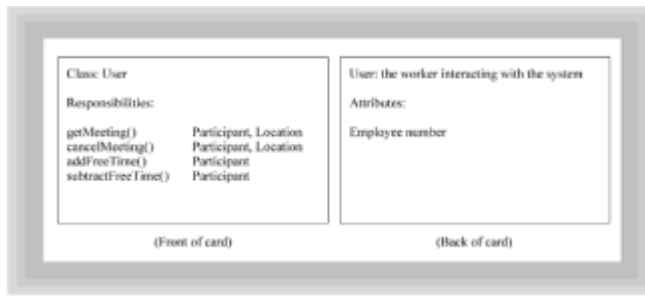 Class: User
Responsibilities:
getMeeting() Participant, Location
cancelMeeting() Participant, Location
addFreeTime() Participant
subtractFreeTime() Participant
(Front of card)
User: the worker interacting with the system
Attributes:
Employee number
(Back of card)